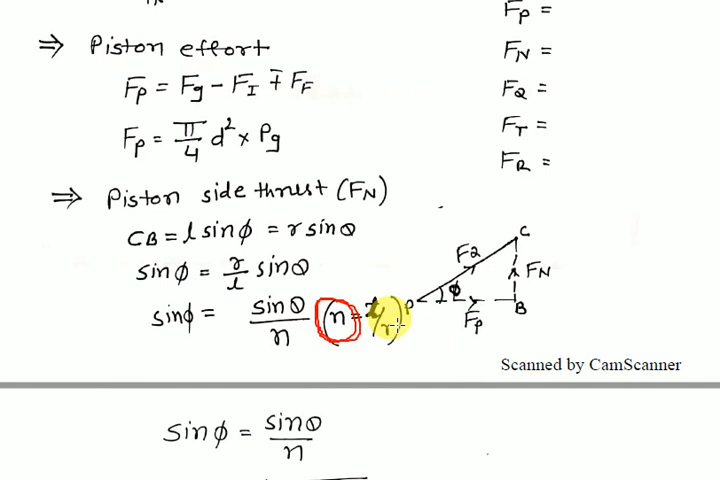 Fp =
⇒ Piston effort
FN =
Fp = Fg - FI ∓ FF
FQ =
Fp = π/4 d² × Pg
FT =
FR =
⇒ Piston side thrust (FN)
CB = l sinφ = r sinθ
sinφ = r/l sinθ
sinφ = sinθ/n (n = l/r)
C
FQ
FN
P
φ
B
Fp
Scanned by CamScanner
sinφ = sinθ/n